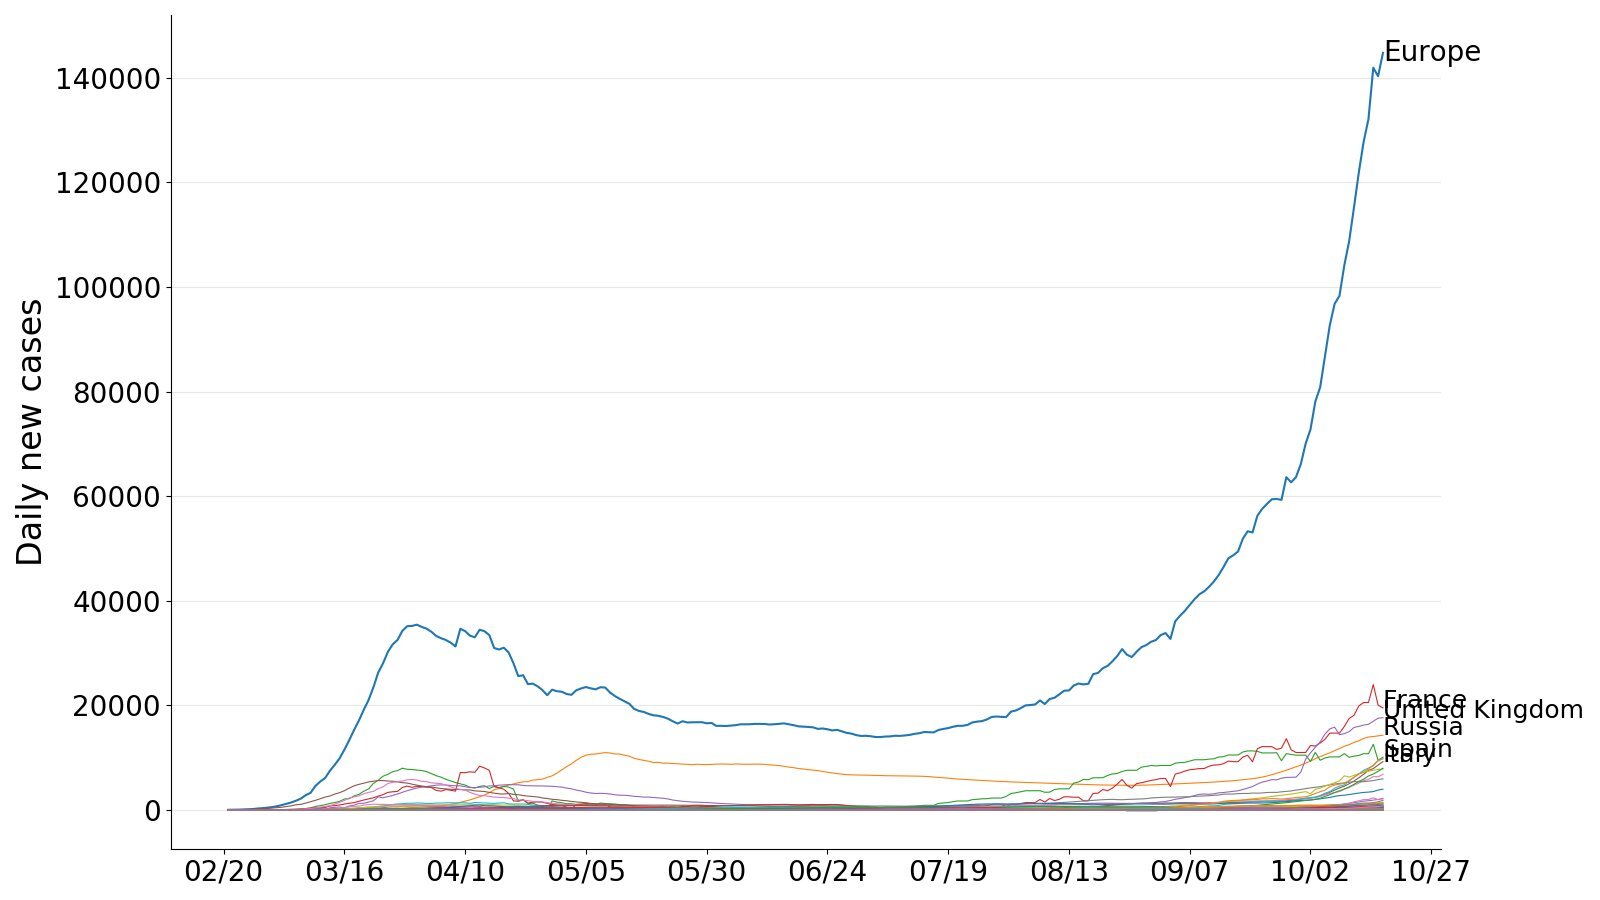 Daily new cases
140000
120000
100000
80000
60000
40000
20000
0
02/20 03/16 04/10 05/05 05/30 06/24 07/19 08/13 09/07 10/02 10/27
Europe
France
United Kingdom
Russia
Spain
Italy